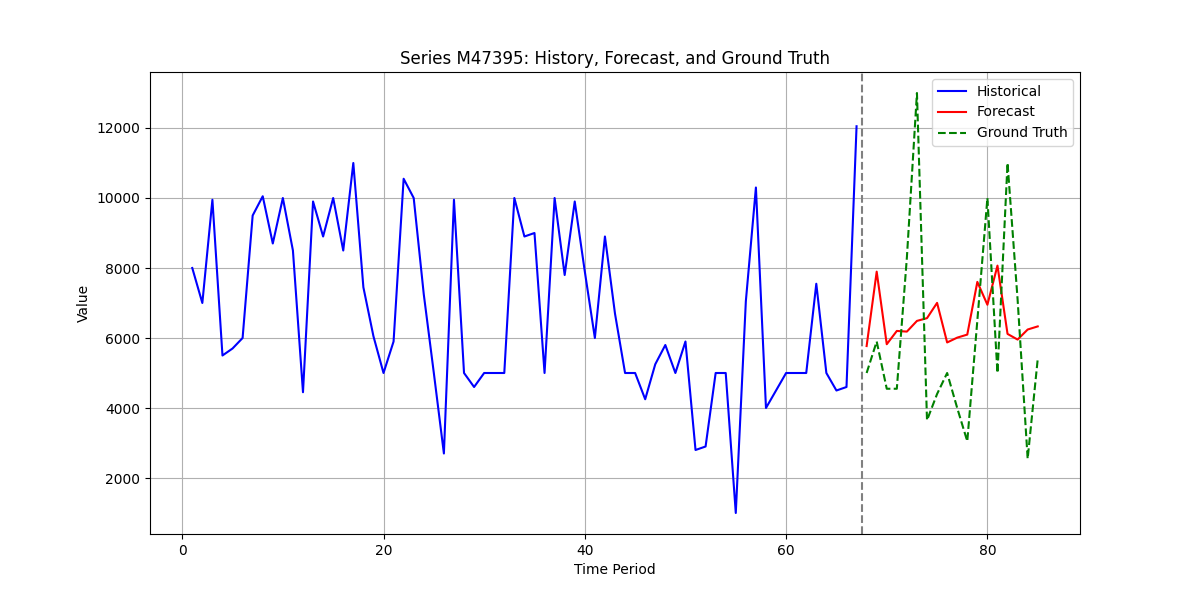 Series M47395: History, Forecast, and Ground Truth
Historical
Forecast
Ground Truth
12000
10000
8000
6000
4000
2000
Value
0 20 40 60 80
Time Period